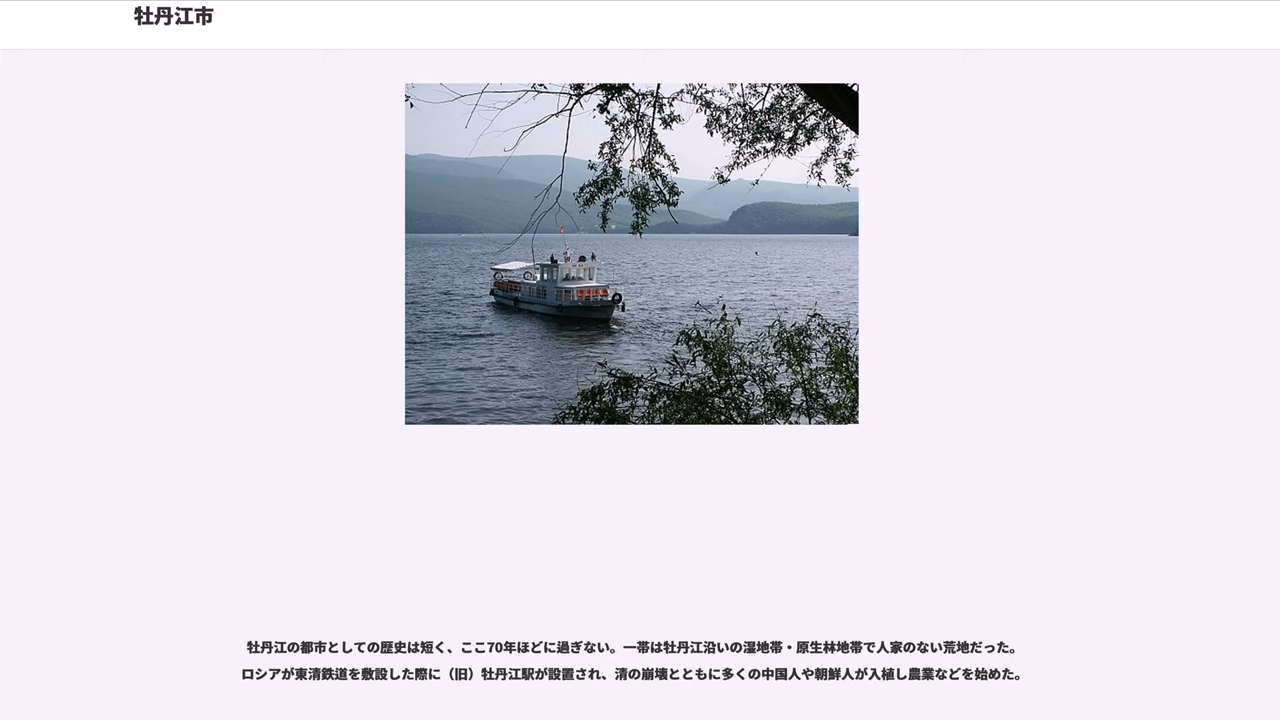 牡丹江市
牡丹江の都市としての歴史は短く、ここ70年ほどに過ぎない。一帯は牡丹江沿いの湿地帯・原生林地帯で人家のない荒地だった。
ロシアが東清鉄道を敷設した際に（旧）牡丹江駅が設置され、清の崩壊とともに多くの中国人や朝鮮人が入植し農業などを始めた。